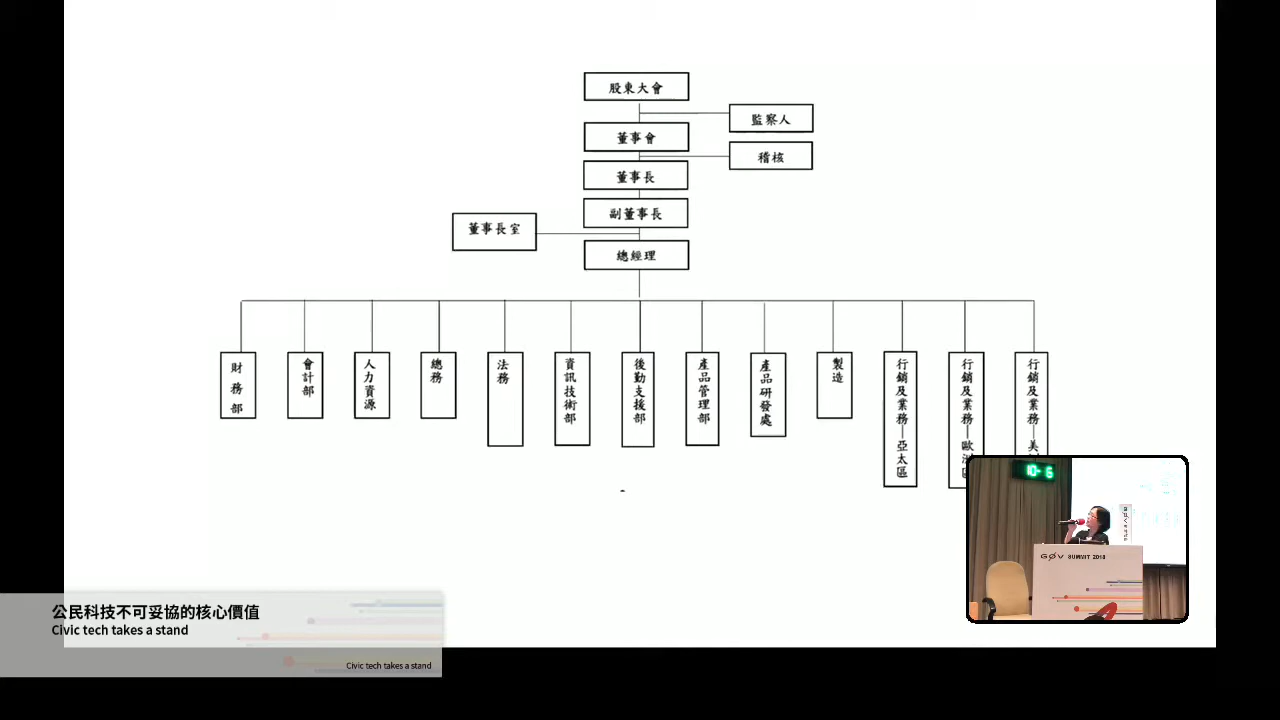 股東大會
監察人
董事會
稽核
董事長
副董事長
董事長室
總經理
財務部
會計部
人力資源
總務
法務
資訊技術部
後勤支援部
產品管理部
產品研發處
製造
行銷及業務—亞太區
行銷及業務—歐洲區
行銷及業務—美
10-6
GØV SUMMIT 2018
公民科技不可妥協的核心價值
Civic tech takes a stand
Civic tech takes a stand